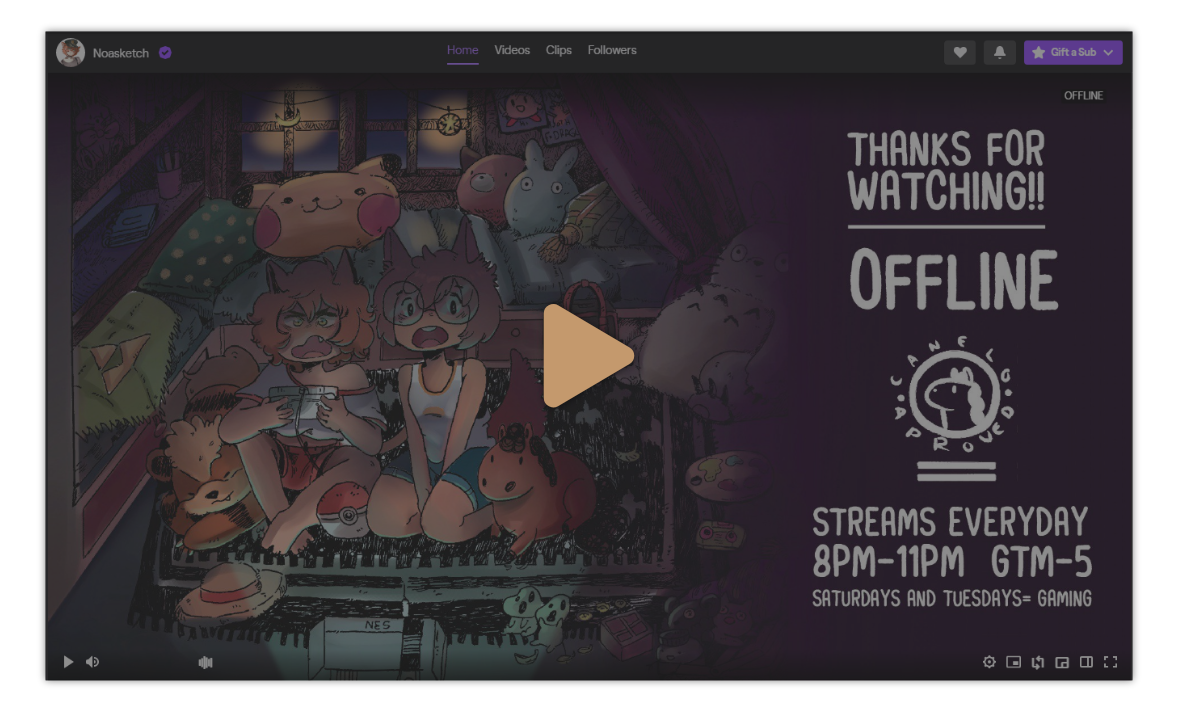 Noasketch
Home Videos Clips Followers
Gift a Sub
OFFLINE
THANKS FOR
WATCHING!!
OFFLINE
CANELO
APROVED
STREAMS EVERYDAY
8PM-11PM GTM-5
SATURDAYS AND TUESDAYS= GAMING
NES